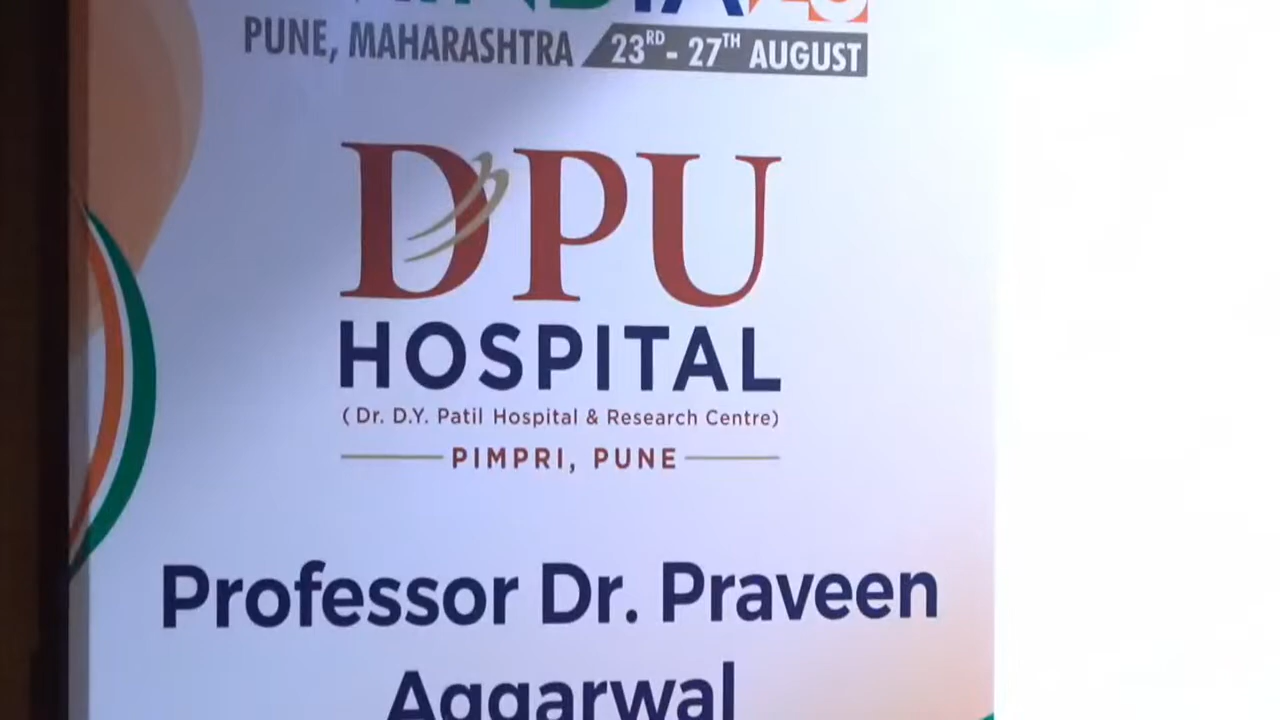 PUNE, MAHARASHTRA 23RD - 27TH AUGUST
DPU
HOSPITAL
(Dr. D.Y. Patil Hospital & Research Centre)
PIMPRI, PUNE
Professor Dr. Praveen
Aggarwal